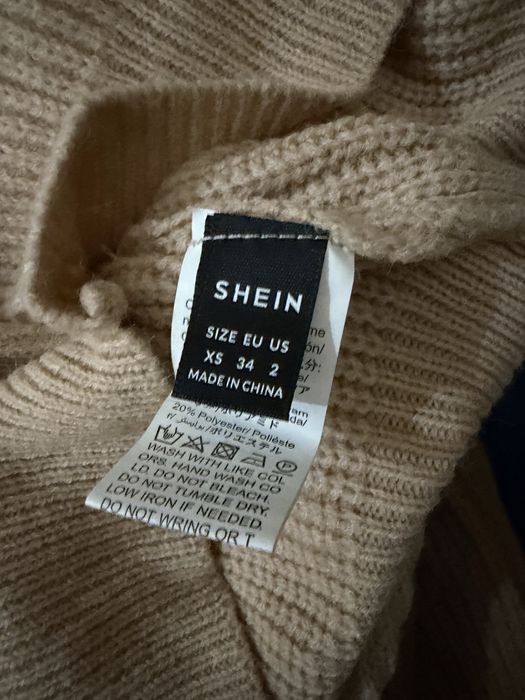 SHEIN
SIZE EU US
XS 34 2
MADE IN CHINA
20% Polyester/Polièste
ポリエステル
WASH WITH LIKE COL
ORS. HAND WASH CO
LD. DO NOT BLEACH.
DO NOT TUMBLE DRY.
LOW IRON IF NEEDED.
DO NOT WRING OR T